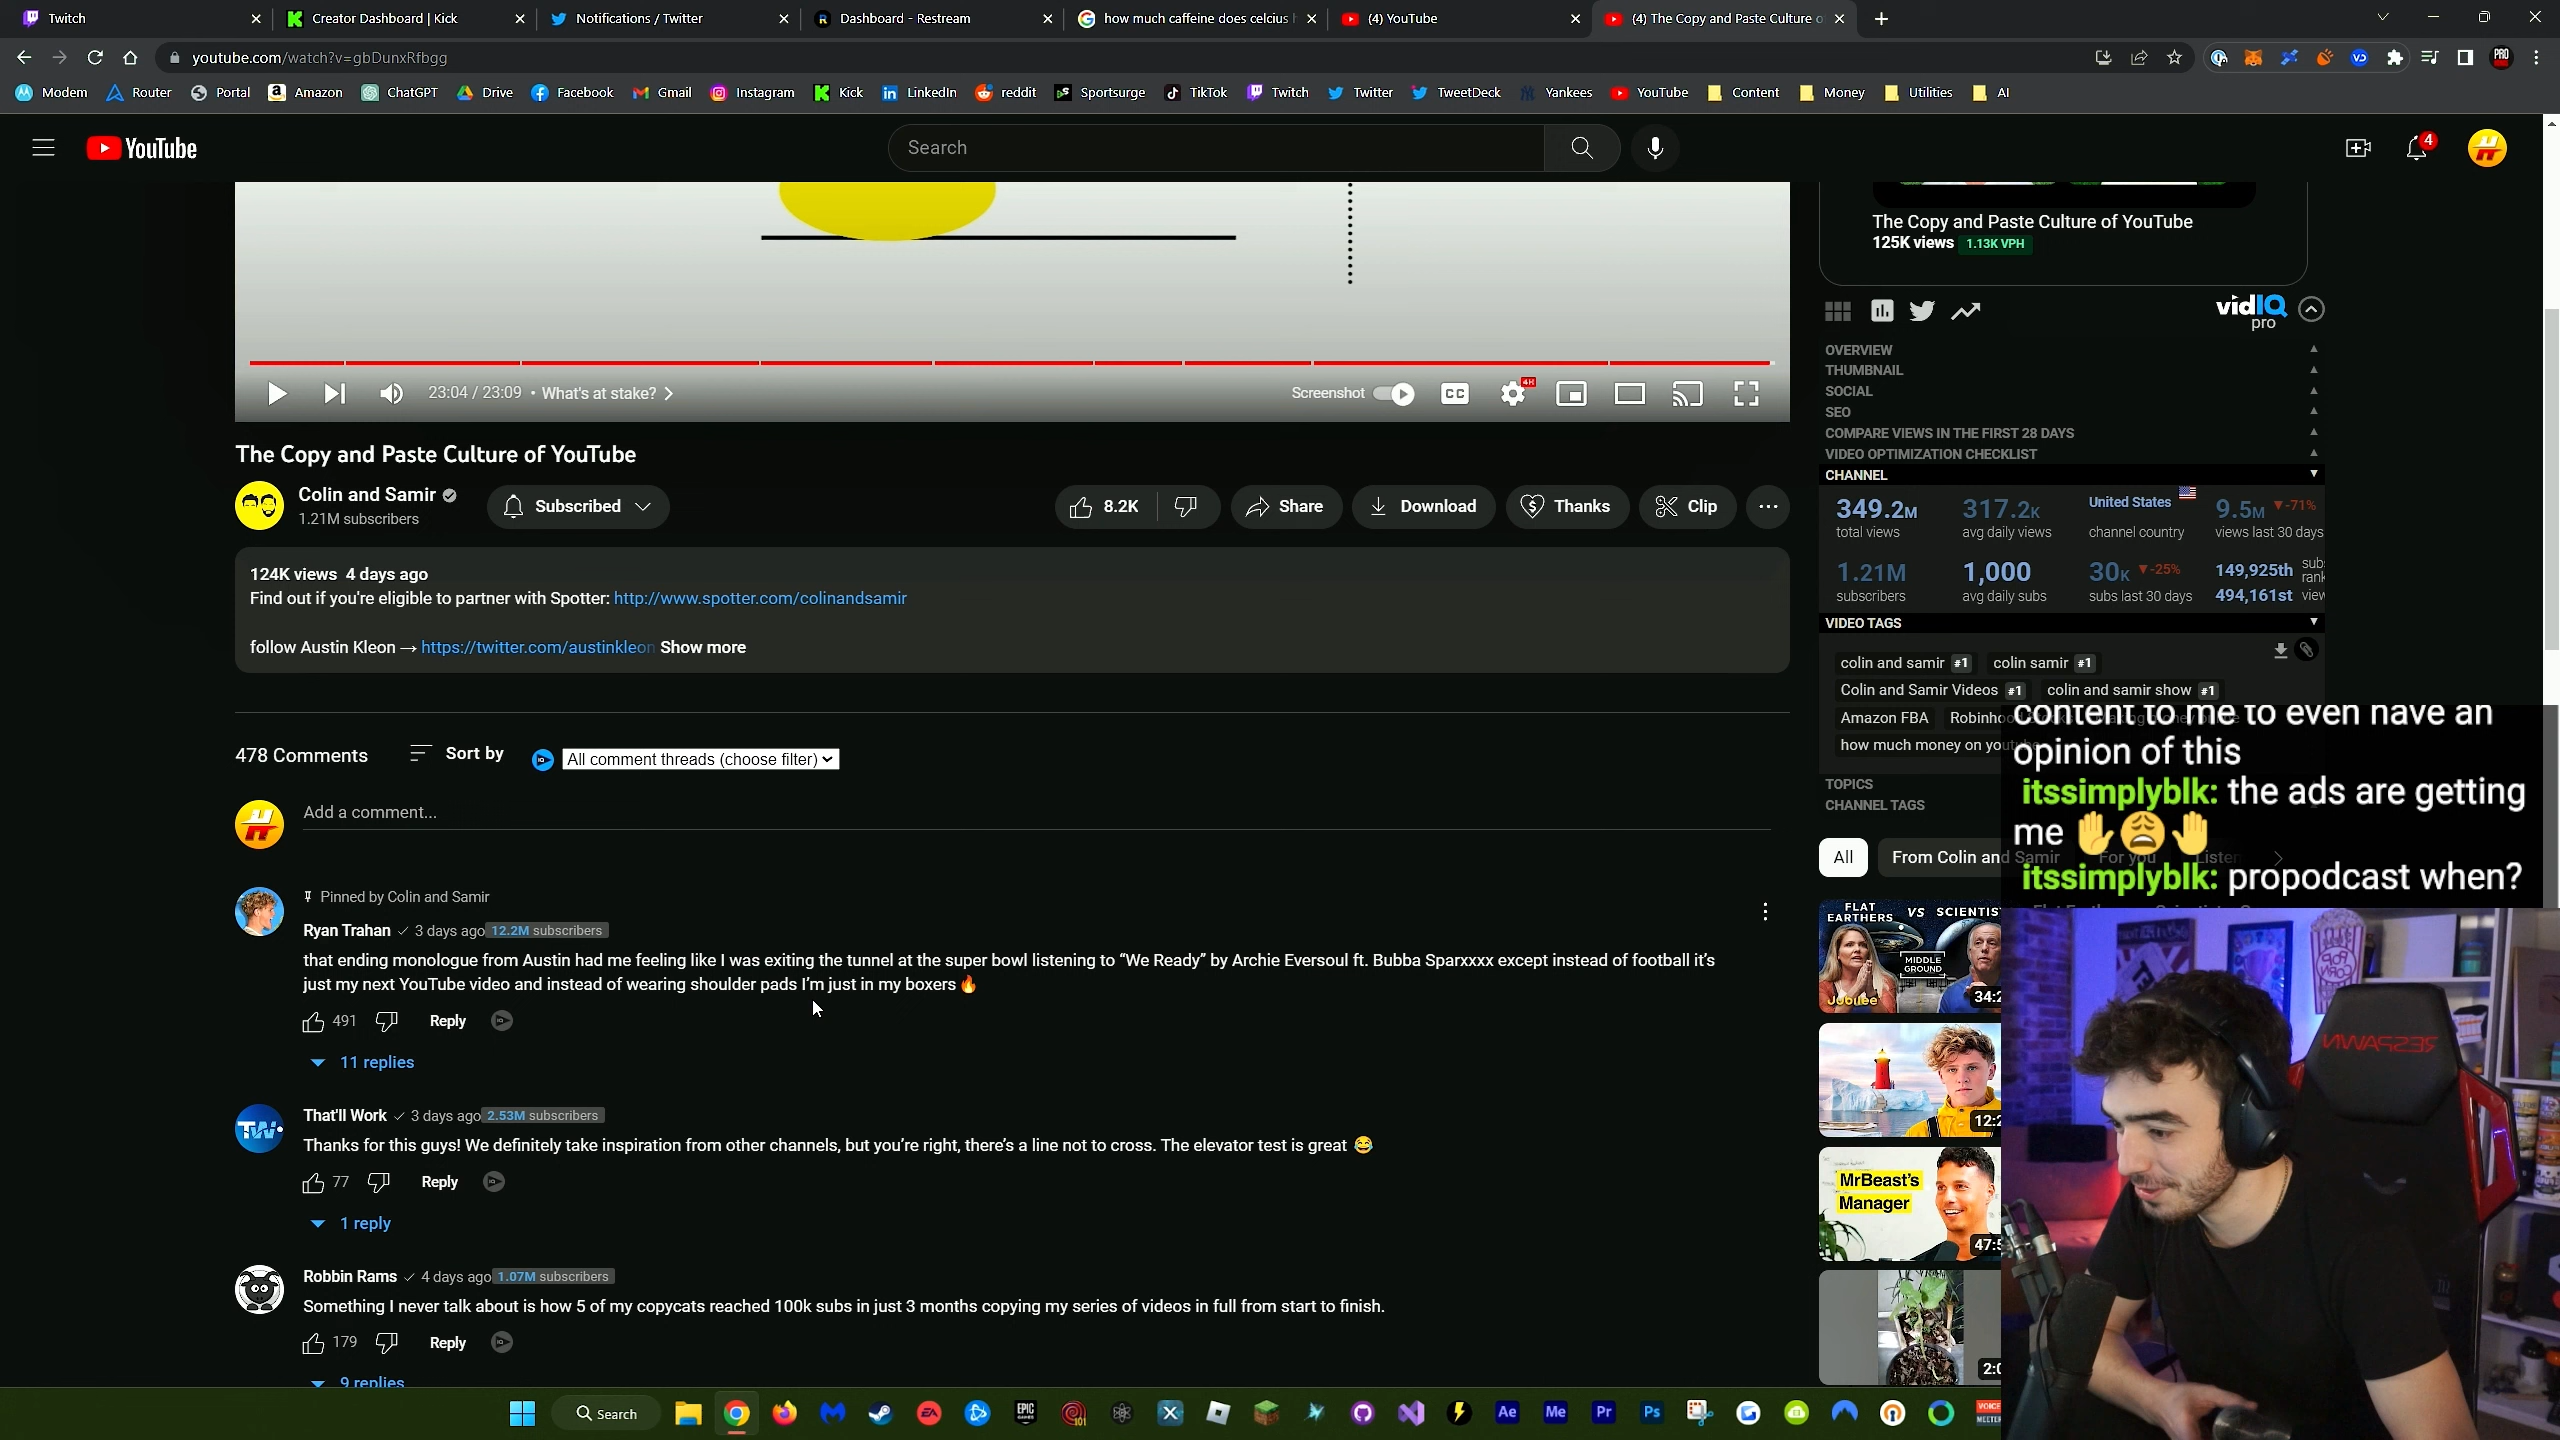 Twitch
Creator Dashboard | Kick
Notifications / Twitter
Dashboard - Restream
how much caffeine does celcius h
(4) YouTube
(4) The Copy and Paste Culture o
youtube.com/watch?v=gbDunxRfbgg
Modem Router Portal Amazon ChatGPT Drive Facebook Gmail Instagram Kick LinkedIn reddit Sportsurge TikTok Twitch Twitter TweetDeck Yankees YouTube Content Money Utilities AI
YouTube
Search
4
23:04 / 23:09 • What's at stake?
Screenshot
CC
The Copy and Paste Culture of YouTube
Colin and Samir
1.21M subscribers
Subscribed
8.2K
Share
Download
Thanks
Clip
124K views 4 days ago
Find out if you're eligible to partner with Spotter: http://www.spotter.com/colinandsamir
follow Austin Kleon → https://twitter.com/austinkleon Show more
478 Comments
Sort by
All comment threads (choose filter)
Add a comment...
Pinned by Colin and Samir
Ryan Trahan ✓ 3 days ago 12.2M subscribers
that ending monologue from Austin had me feeling like I was exiting the tunnel at the super bowl listening to “We Ready” by Archie Eversoul ft. Bubba Sparxxxx except instead of football it’s
just my next YouTube video and instead of wearing shoulder pads I’m just in my boxers 🔥
491 Reply
11 replies
That'll Work ✓ 3 days ago 2.53M subscribers
Thanks for this guys! We definitely take inspiration from other channels, but you’re right, there’s a line not to cross. The elevator test is great 😂
77 Reply
1 reply
Robbin Rams ✓ 4 days ago 1.07M subscribers
Something I never talk about is how 5 of my copycats reached 100k subs in just 3 months copying my series of videos in full from start to finish.
179 Reply
9 replies
The Copy and Paste Culture of YouTube
125K views 1.13K VPH
vidIQ
pro
OVERVIEW
THUMBNAIL
SOCIAL
SEO
COMPARE VIEWS IN THE FIRST 28 DAYS
VIDEO OPTIMIZATION CHECKLIST
CHANNEL
349.2M 317.2K United States 9.5M ▼-71%
total views avg daily views channel country views last 30 days
1.21M 1,000 30K ▼-25% 149,925th
subscribers avg daily subs subs last 30 days 494,161st
VIDEO TAGS
colin and samir #1 colin samir #1
Colin and Samir Videos #1 colin and samir show #1
Amazon FBA
how much money on
TOPICS
CHANNEL TAGS
All
From Colin and Samir
For you
content to me to even have an
opinion of this
itssimplyblk: the ads are getting
me ✋😩🤚
itssimplyblk: propodcast when?
FLAT EARTHERS VS SCIENTIS
MIDDLE GROUND
Jubilee
MrBeast's
Manager
RESPAWN
Search